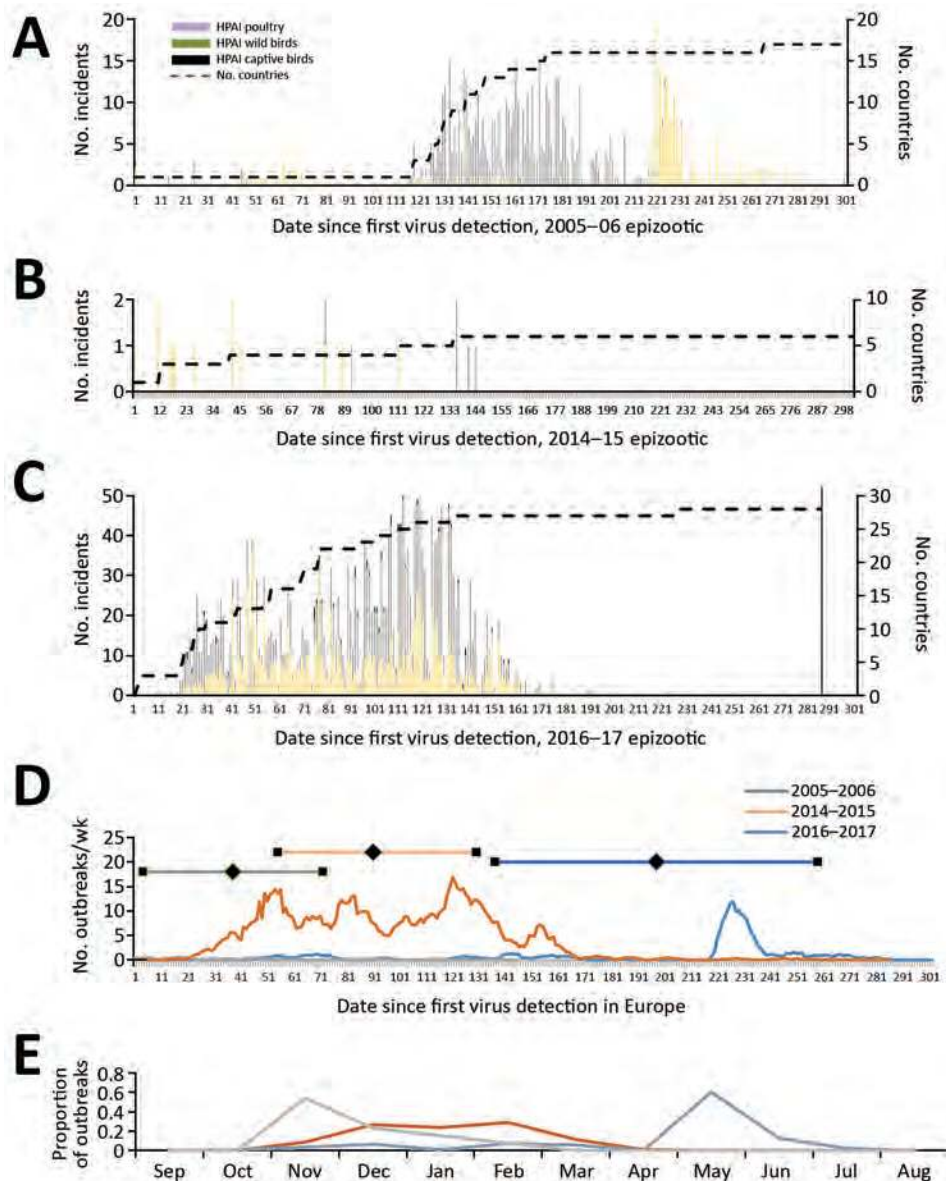 A
20
15
10
5
0
No. incidents
HPAI poultry
HPAI wild birds
HPAI captive birds
No. countries
20
15
10
5
0
No. countries
1 11 21 31 41 51 61 71 81 91 101 111 121 131 141 151 161 171 181 191 201 211 221 231 241 251 261 271 281 291 301
Date since first virus detection, 2005–06 epizootic
B
2
1
0
No. incidents
10
5
0
No. countries
1 12 23 34 45 56 67 78 89 100 111 122 133 144 155 166 177 188 199 210 221 232 243 254 265 276 287 298
Date since first virus detection, 2014–15 epizootic
C
50
40
30
20
10
0
No. incidents
30
25
20
15
10
5
0
No. countries
1 11 21 31 41 51 61 71 81 91 101 111 121 131 141 151 161 171 181 191 201 211 221 231 241 251 261 271 281 291 301
Date since first virus detection, 2016–17 epizootic
D
2005–2006
2014–2015
2016–2017
25
20
15
10
5
0
No. outbreaks/wk
1 11 21 31 41 51 61 71 81 91 101 111 121 131 141 151 161 171 181 191 201 211 221 231 241 251 261 271 281 291 301
Date since first virus detection in Europe
E
0.8
0.6
0.4
0.2
0
Proportion
of outbreaks
Sep Oct Nov Dec Jan Feb Mar Apr May Jun Jul Aug